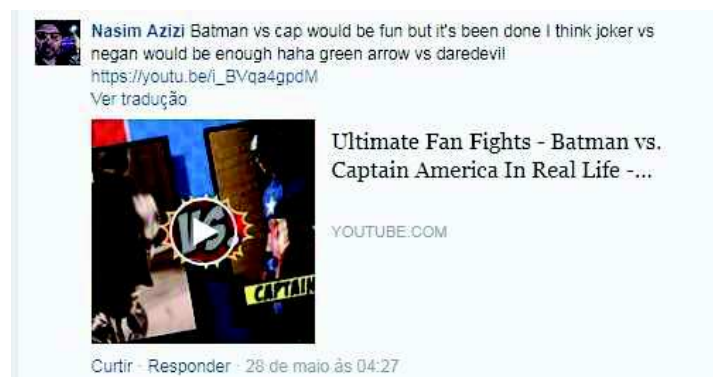 Nasim Azizi Batman vs cap would be fun but it's been done I think joker vs
negan would be enough haha green arrow vs daredevil
https://youtu.be/i_BVqa4gpdM
Ver tradução
VS.
CAPTAIN
Ultimate Fan Fights - Batman vs.
Captain America In Real Life -...
YOUTUBE.COM
Curtir · Responder · 28 de maio às 04:27